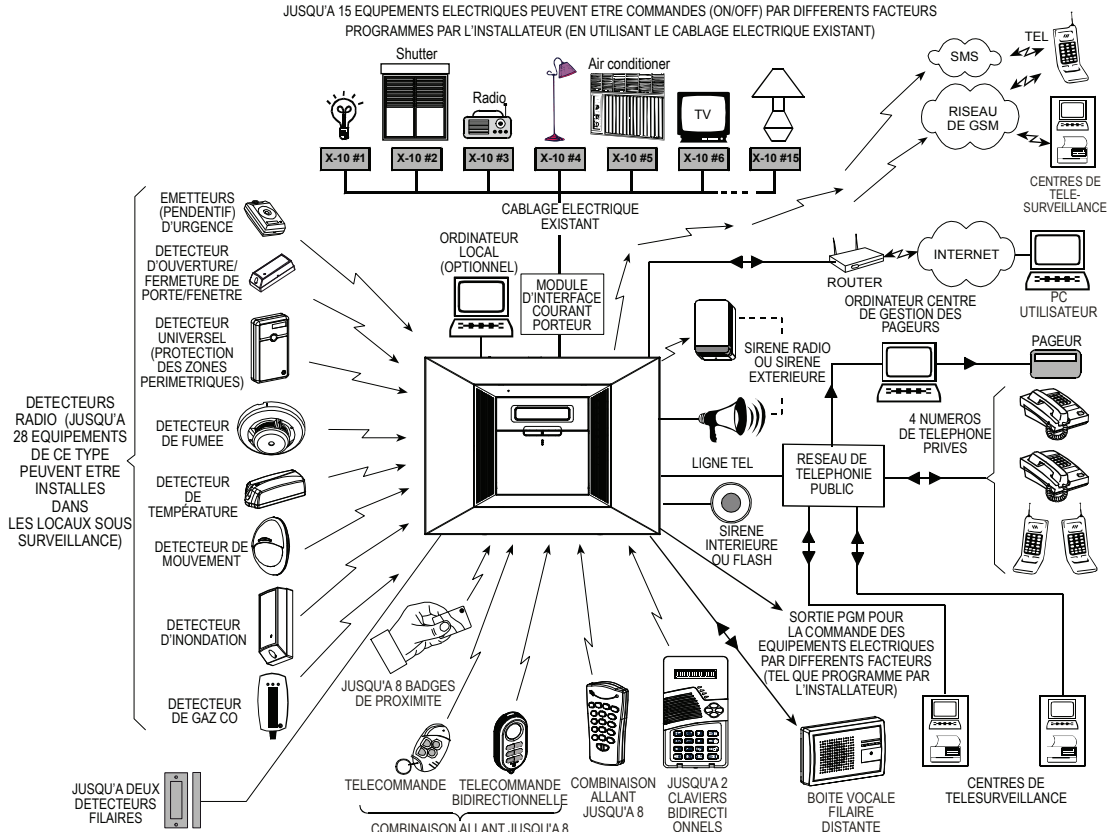 JUSQU'A 15 EQUPEMENTS ELECTRIQUES PEUVENT ETRE COMMANDES (ON/OFF) PAR DIFFERENTS FACTEURS
PROGRAMMES PAR L'INSTALLATEUR (EN UTILISANT LE CABLAGE ELECTRIQUE EXISTANT)
Shutter
Radio
Air conditioner
TV
X-10 #1
X-10 #2
X-10 #3
X-10 #4
X-10 #5
X-10 #6
X-10 #15
CABLAGE ELECTRIQUE
EXISTANT
SMS
TEL
RISEAU
DE GSM
CENTRES DE
TELE-
SURVEILLANCE
ORDINATEUR
LOCAL
(OPTIONNEL)
MODULE
D'INTERFACE
COURANT
PORTEUR
ROUTER
INTERNET
PC
UTILISATEUR
ORDINATEUR CENTRE
DE GESTION DES
PAGEURS
PAGEUR
SIRENE RADIO
OU SIRENE
EXTERIEURE
4 NUMEROS
DE TELEPHONE
PRIVES
LIGNE TEL
RESEAU DE
TELEPHONIE
PUBLIC
SIRENE
INTERIEURE
OU FLASH
DETECTEURS
RADIO (JUSQU'A
28 EQUIPEMENTS
DE CE TYPE
PEUVENT ETRE
INSTALLES
DANS
LES LOCAUX SOUS
SURVEILLANCE)
EMETTEURS
(PENDENTIF)
D'URGENCE
DETECTEUR
D'OUVERTURE/
FERMETURE DE
PORTE/FENETRE
DETECTEUR
UNIVERSEL
(PROTECTION
DES ZONES
PERIMETRIQUES)
DETECTEUR
DE FUMEE
DETECTEUR
DE
TEMPÉRATURE
DETECTEUR DE
MOUVEMENT
DETECTEUR
D'INONDATION
DETECTEUR
DE GAZ CO
JUSQU'A DEUX
DETECTEURS
FILAIRES
JUSQU'A 8 BADGES
DE PROXIMITE
TELECOMMANDE
TELECOMMANDE
BIDIRECTIONNELLE
COMBINAISON ALLANT JUSQU'A 8
COMBINAISON
ALLANT
JUSQU'A 8
JUSQU'A 2
CLAVIERS
BIDIRECTI
ONNELS
BOITE VOCALE
FILAIRE
DISTANTE
SORTIE PGM POUR
LA COMMANDE DES
EQUIPEMENTS ELECTRIQUES
PAR DIFFERENTS FACTEURS
(TEL QUE PROGRAMME PAR
L'INSTALLATEUR)
CENTRES DE
TELESURVEILLANCE